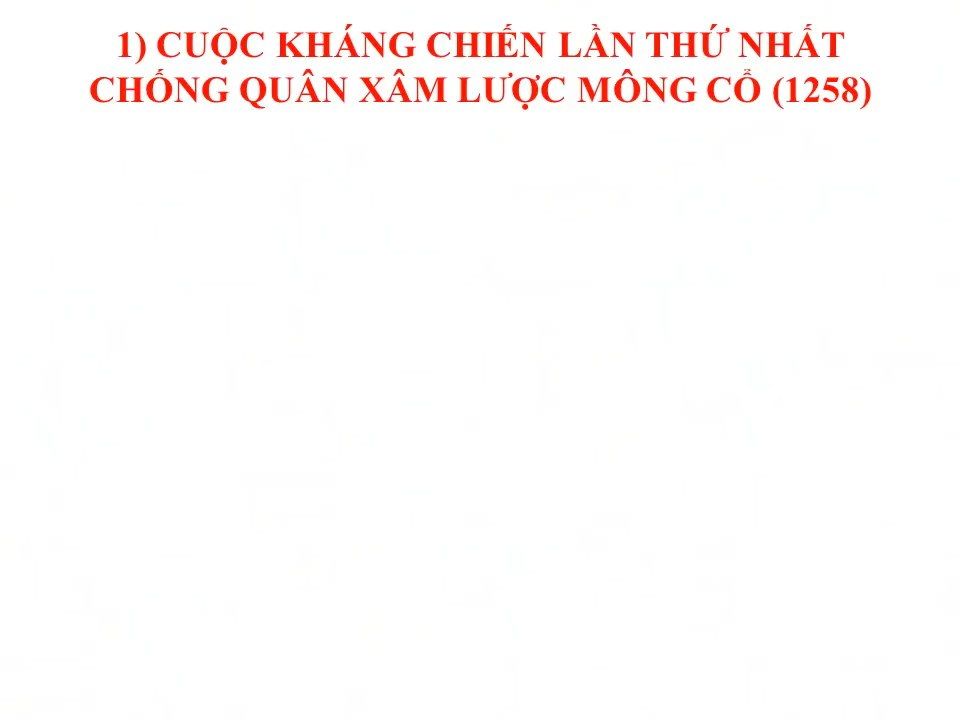 1) CUỘC KHÁNG CHIẾN LẦN THỨ NHẤT
CHỐNG QUÂN XÂM LƯỢC MÔNG CỔ (1258)